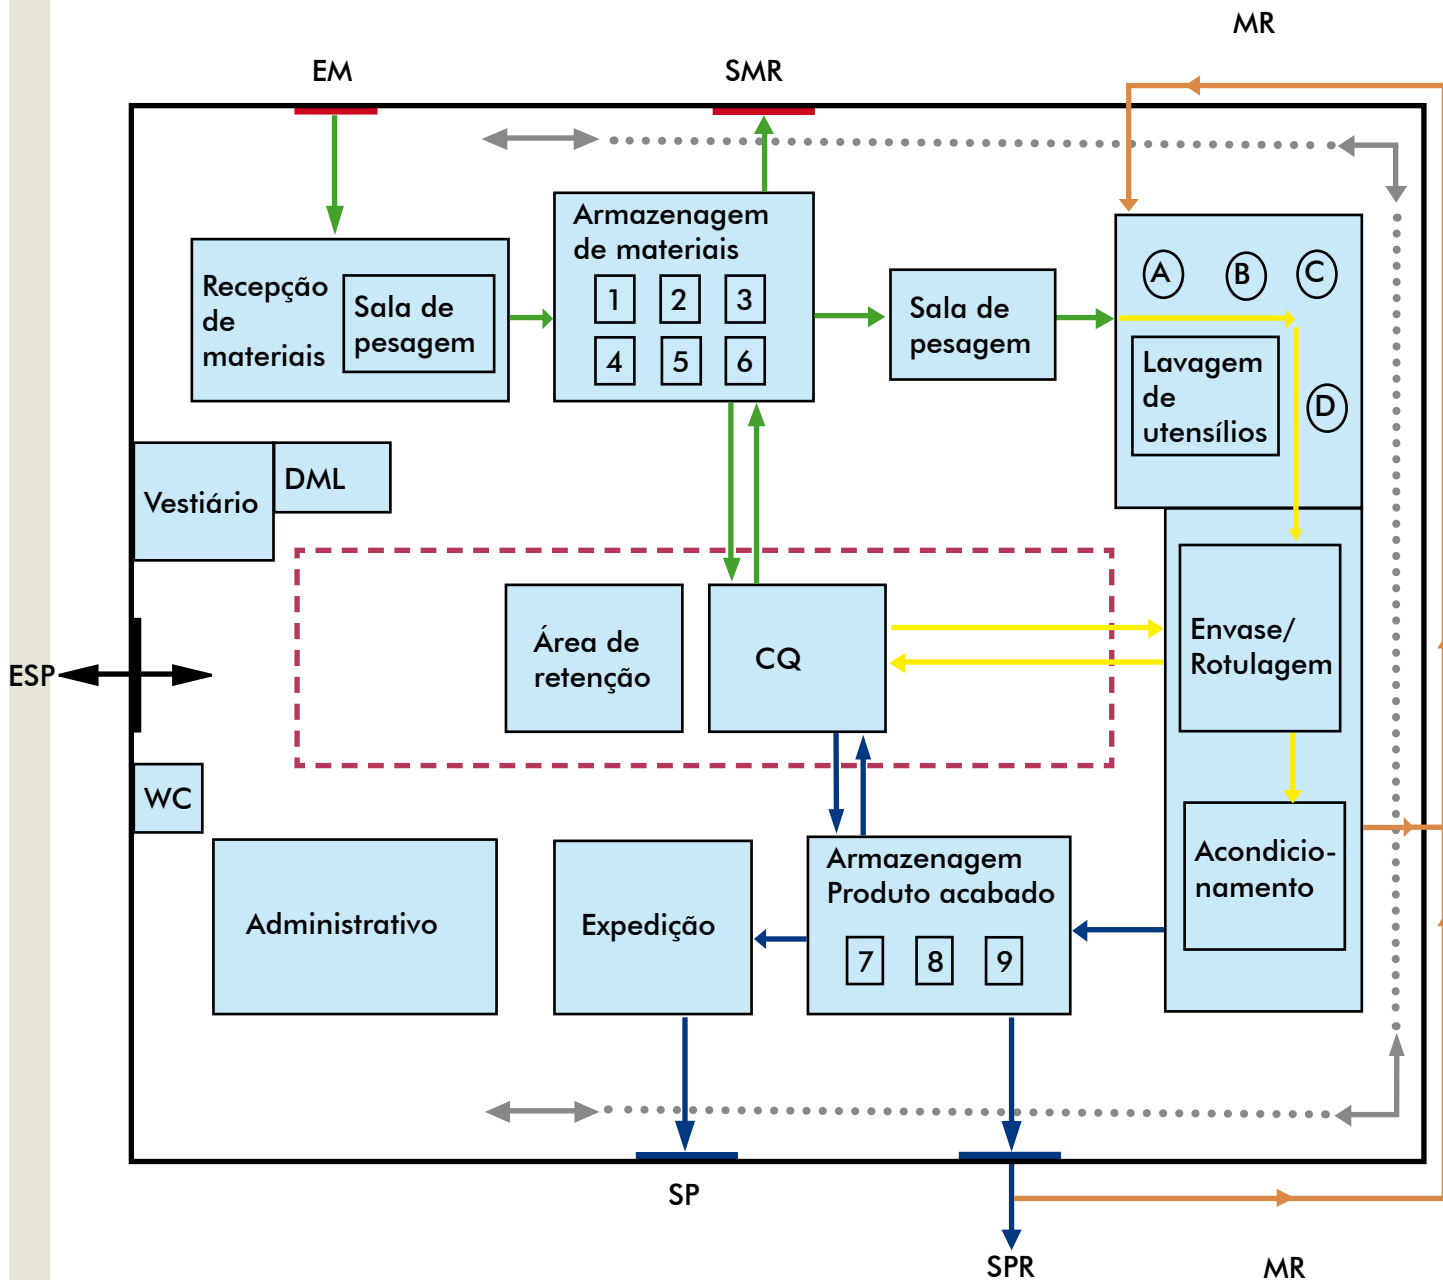 MR
EM
SMR
Recepção
de
materiais
Sala de
pesagem
Armazenagem
de materiais
1 2 3
4 5 6
Sala de
pesagem
A B C
Lavagem
de
utensílios
D
Vestiário
DML
ESP
Área de
retenção
CQ
Envase/
Rotulagem
WC
Administrativo
Expedição
Armazenagem
Produto acabado
7 8 9
Acondicio-
namento
SP
SPR
MR